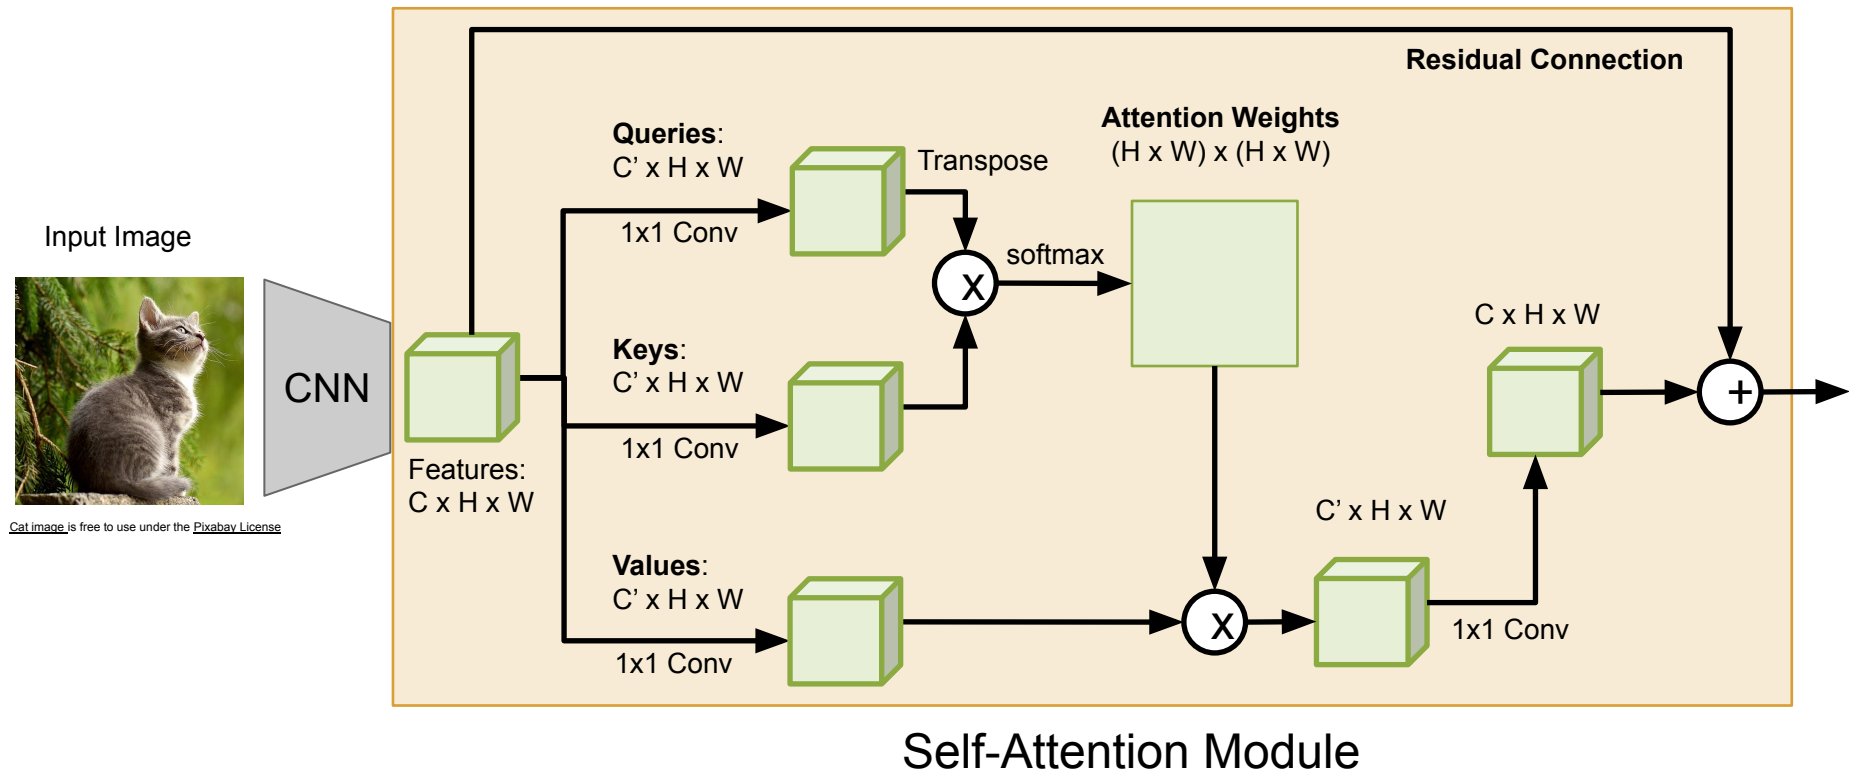 Residual Connection
Attention Weights
(H x W) x (H x W)
Queries:
C' x H x W
Transpose
1x1 Conv
Input Image
softmax
x
C x H x W
Keys:
C' x H x W
CNN
+
1x1 Conv
Features:
C x H x W
C’ x H x W
Cat image is free to use under the Pixabay License
Values:
C' x H x W
x
1x1 Conv
1x1 Conv
Self-Attention Module